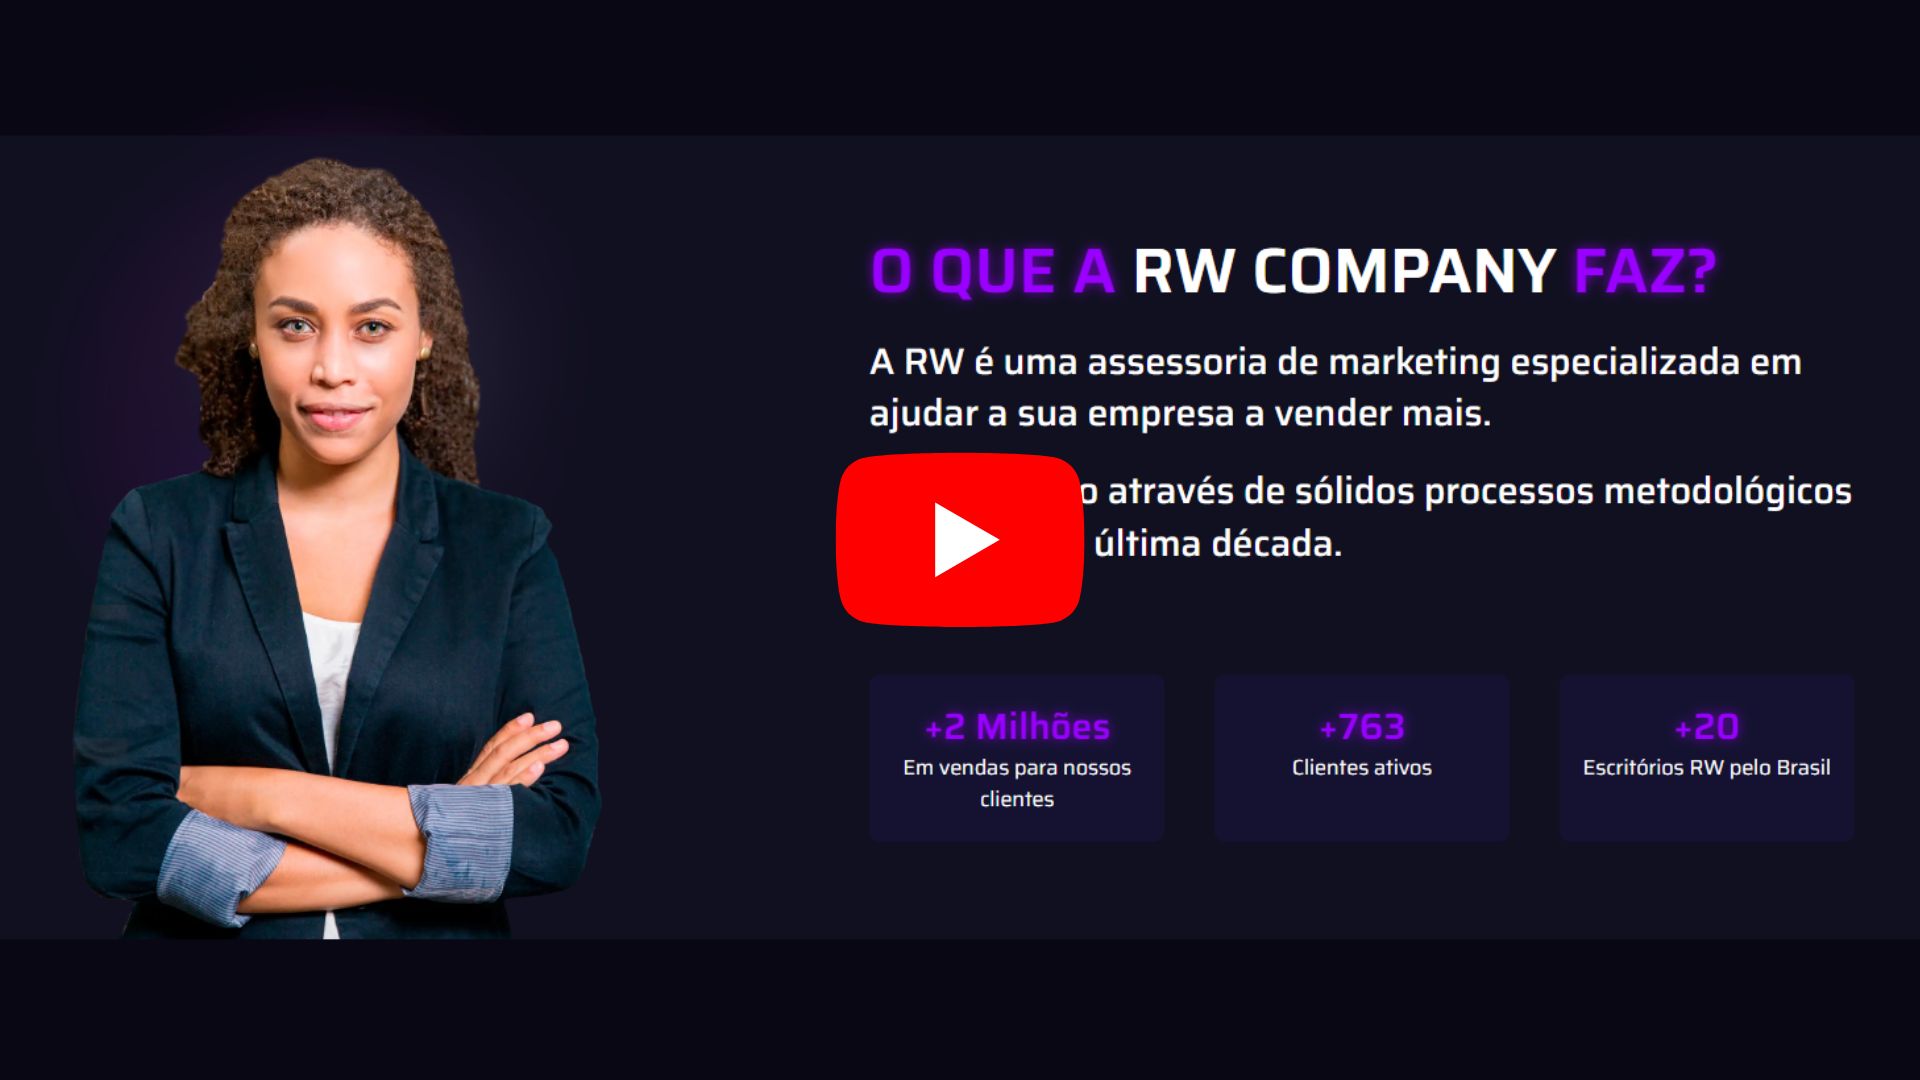 O QUE A RW COMPANY FAZ?
A RW é uma assessoria de marketing especializada em
ajudar a sua empresa a vender mais.
através de sólidos processos metodológicos
última década.
+2 Milhões
Em vendas para nossos
clientes
+763
Clientes ativos
+20
Escritórios RW pelo Brasil